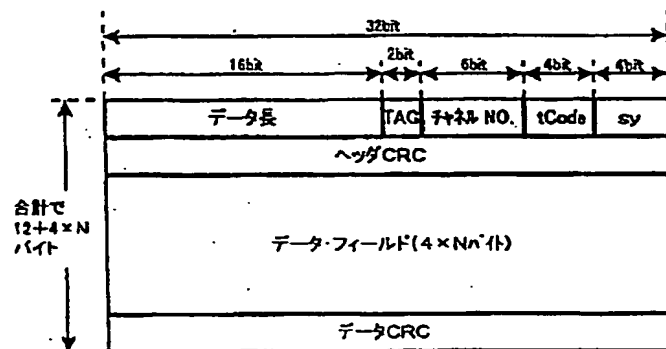 32bit
16bit 2bit 6bit 4bit 4bit
データ長 TAG チャネル NO. tCode sy
ヘッダCRC
合計で
12+4×N
バイト
データ・フィールド(4×Nバイト)
データCRC